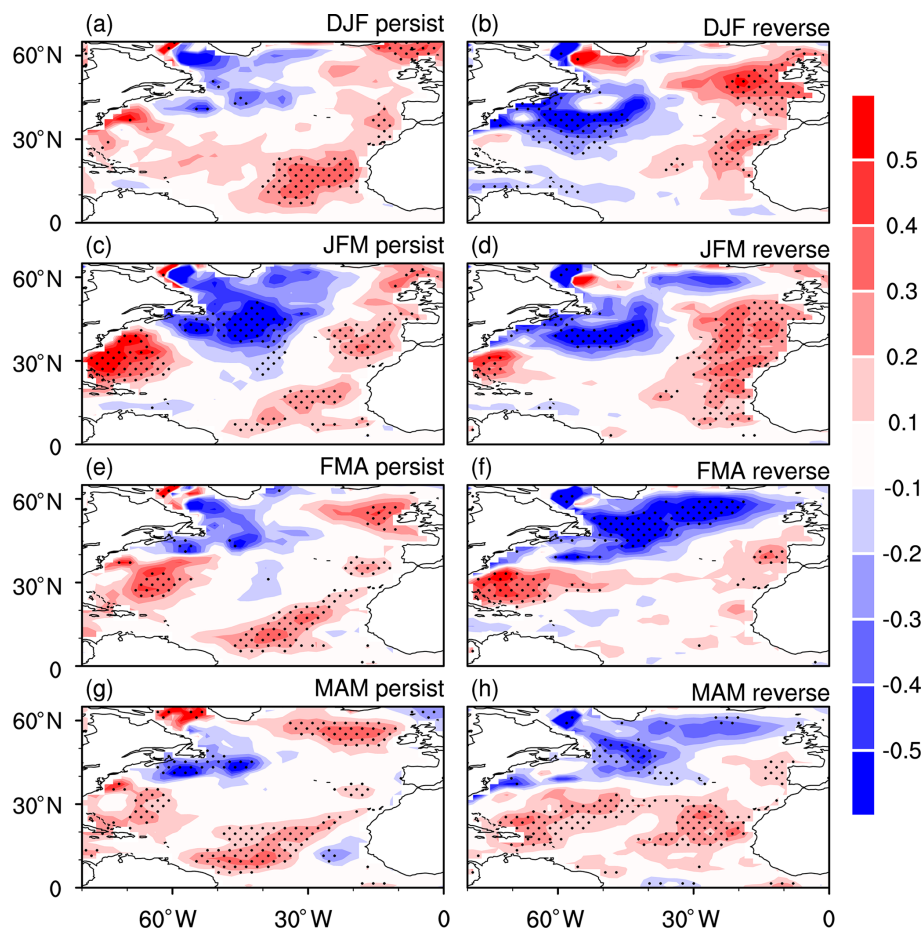 (a) DJF persist
(b) DJF reverse
60°N
30°N
0
(c) JFM persist
(d) JFM reverse
60°N
30°N
0
(e) FMA persist
(f) FMA reverse
60°N
30°N
0
(g) MAM persist
(h) MAM reverse
60°N
30°N
0
60°W 30°W 0
60°W 30°W 0
0.5
0.4
0.3
0.2
0.1
-0.1
-0.2
-0.3
-0.4
-0.5